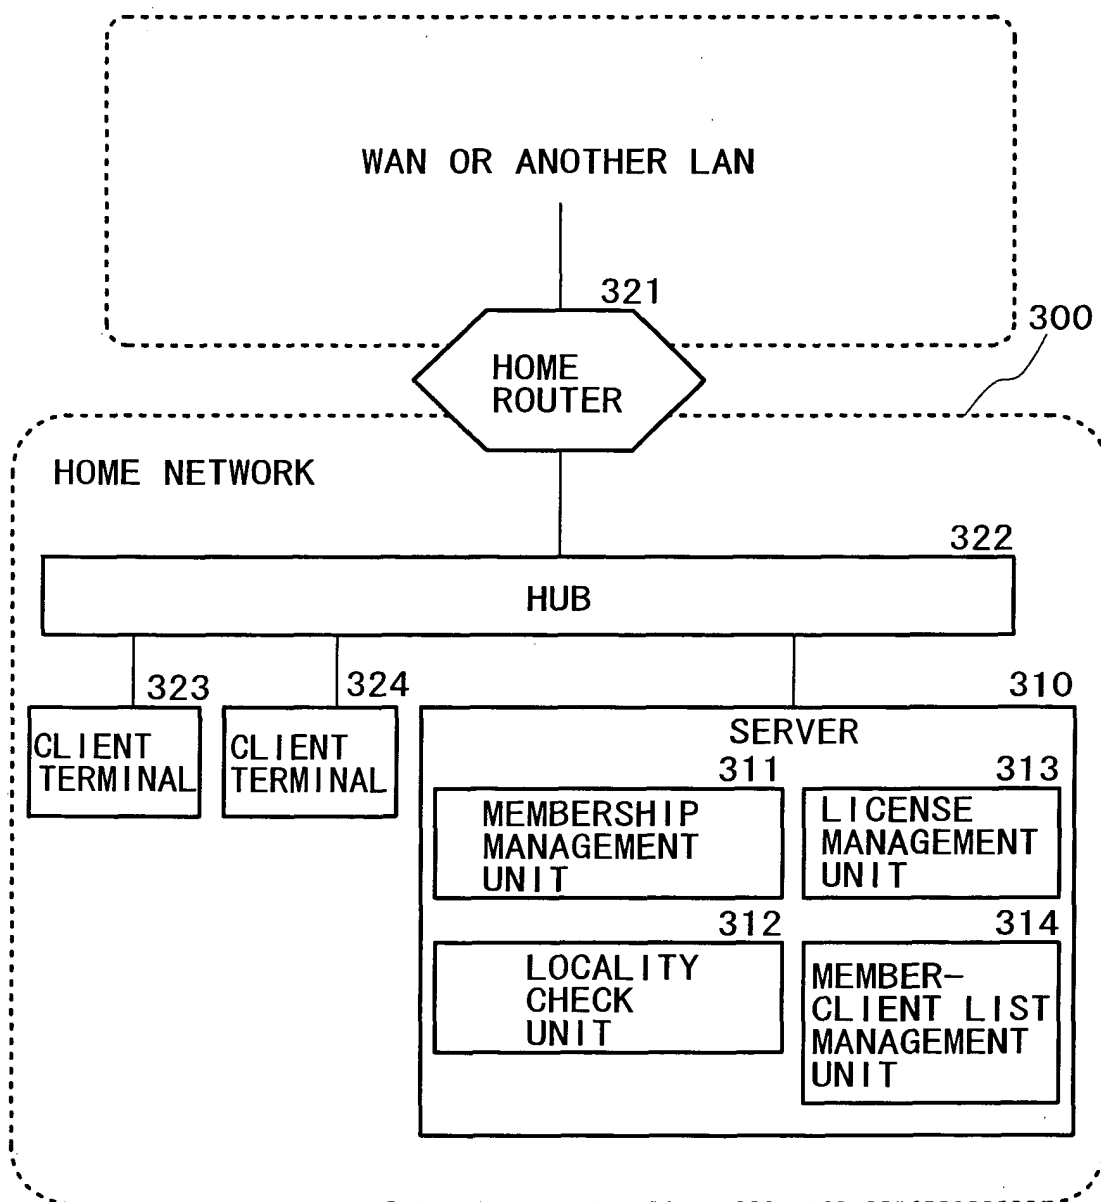 WAN OR ANOTHER LAN
321
300
HOME
ROUTER
HOME NETWORK
322
HUB
323
CLIENT
TERMINAL
324
CLIENT
TERMINAL
310
SERVER
311
MEMBERSHIP
MANAGEMENT
UNIT
313
LICENSE
MANAGEMENT
UNIT
312
LOCALITY
CHECK
UNIT
314
MEMBER-
CLIENT LIST
MANAGEMENT
UNIT